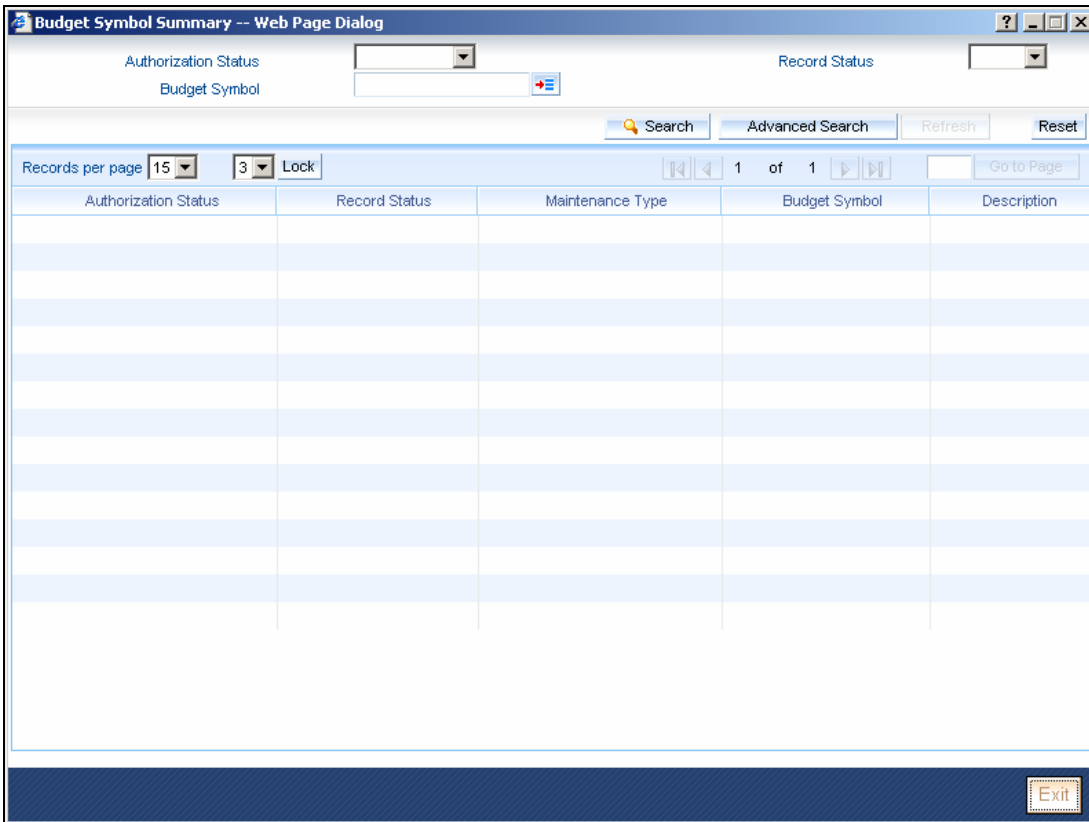 Budget Symbol Summary -- Web Page Dialog ?
Authorization Status Record Status
Budget Symbol
Search Advanced Search Refresh Reset
Records per page 15 3 Lock 1 of 1 Go to Page
Authorization Status Record Status Maintenance Type Budget Symbol Description
Exit